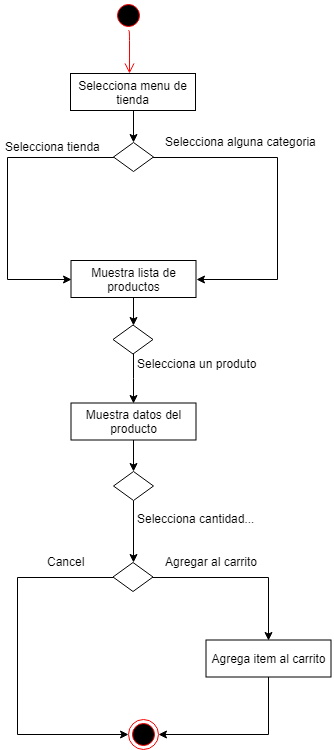 Selecciona menu de
tienda
Selecciona tienda
Selecciona alguna categoria
Muestra lista de
productos
Selecciona un produto
Muestra datos del
producto
Selecciona cantidad...
Cancel
Agregar al carrito
Agrega item al carrito